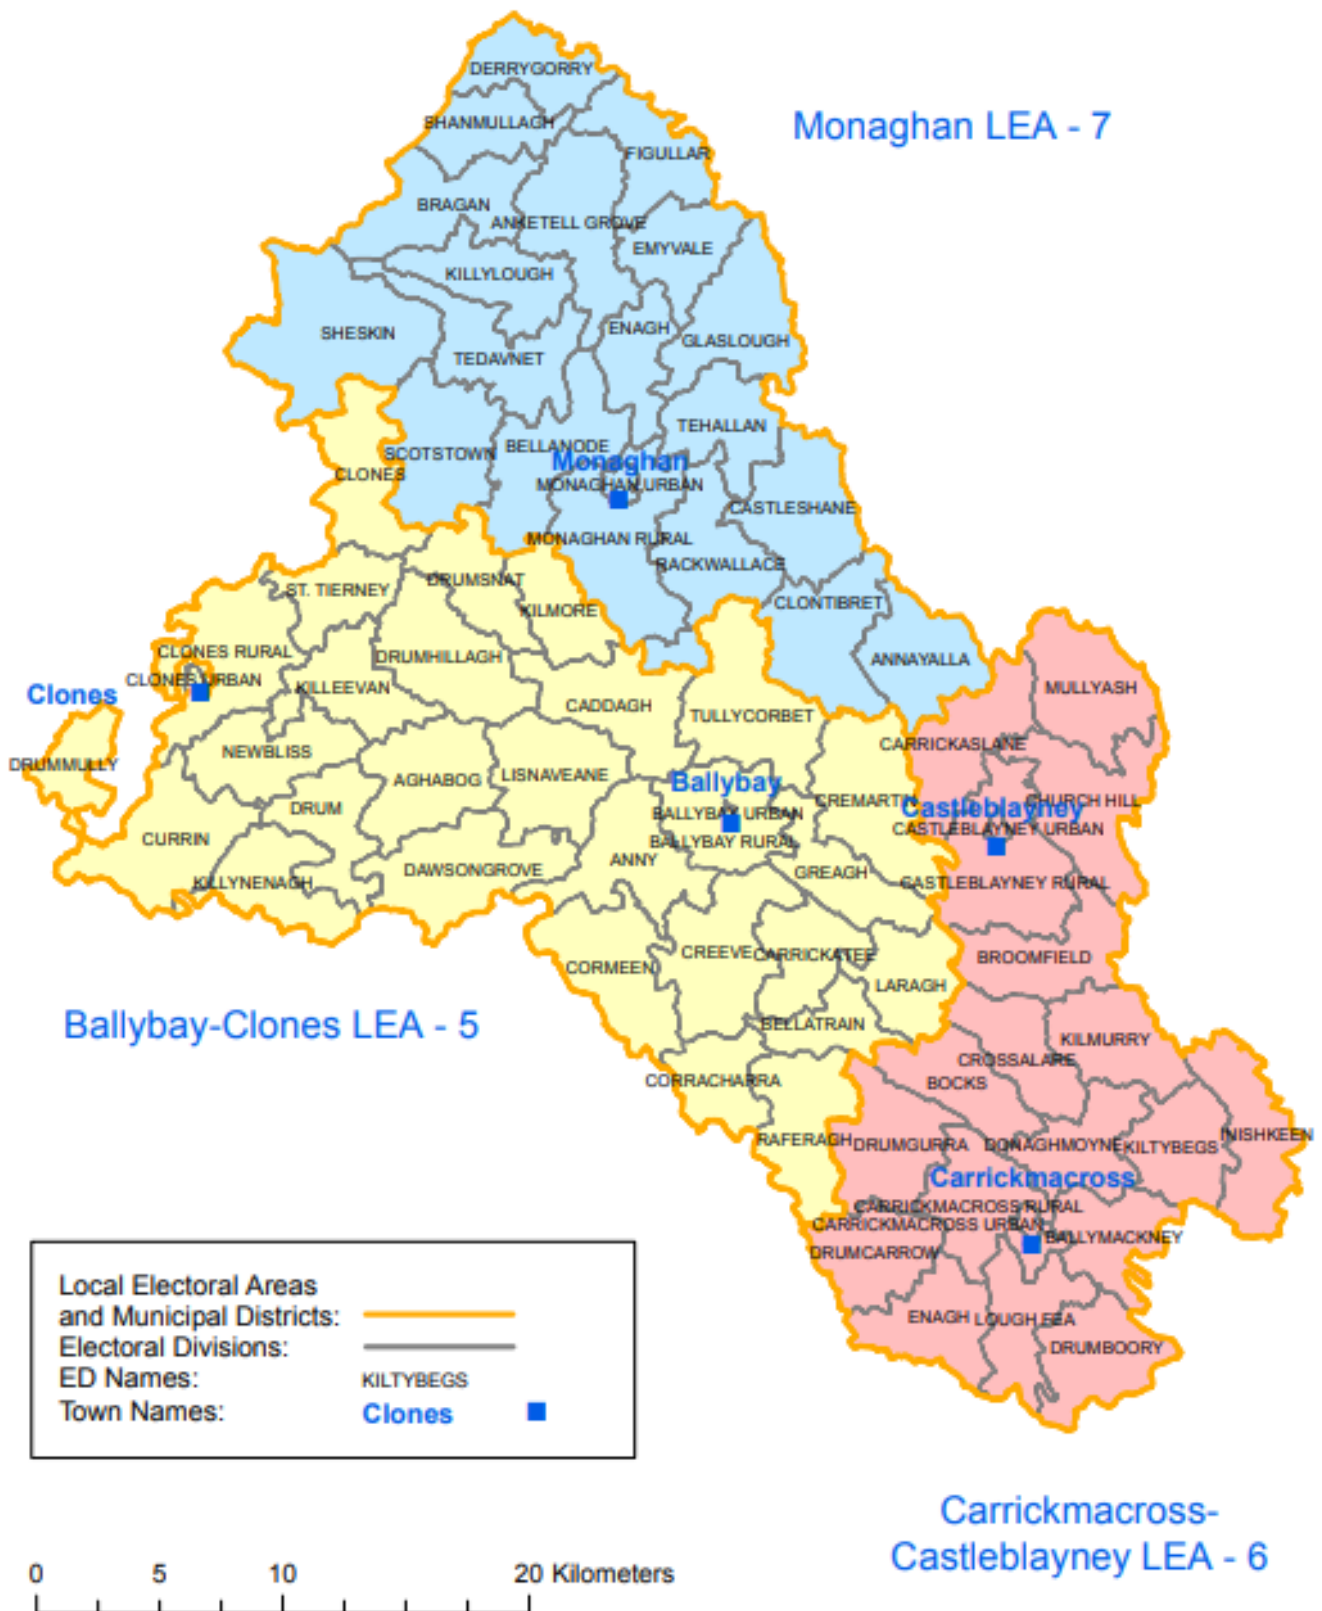 DERRYGORRY
SHANMULLAGH
Monaghan LEA - 7
FIGULLAR
BRAGAN
ANKETELL GROVE
EMYVALE
KILLYLOUGH
ENAGH
SHESKIN
GLASLOUGH
TEDAVNET
TEHALLAN
BELLANODE
SCOTSTOWN
Monaghan
CLONES
MONAGHAN URBAN
CASTLESHANE
MONAGHAN RURAL
RACKWALLACE
DRUMSNAT
ST. TIERNEY
CLONTIBRET
KILMORE
CLONES RURAL
DRUMHILLAGH
ANNAYALLA
CLONES URBAN
KILLEEVAN
MULLYASH
Clones
CADDAGH
TULLYCORBET
CARRICKASLANE
NEWBLISS
DRUMMULLY
AGHABOG
LISNAVEANE
Ballybay
CREMARTIN
CHURCH HILL
DRUM
Castleblayney
BALLYBAY URBAN
CASTLEBLAYNEY URBAN
CURRIN
BALLYBAY RURAL
ANNY
DAWSONGROVE
GREAGH
KILLYNENAGH
CASTLEBLAYNEY RURAL
CREEVE
CARRICKATEE
BROOMFIELD
CORMEEN
LARAGH
Ballybay-Clones LEA - 5
BELLATRAIN
KILMURRY
CROSSALARE
CORRACHARRA
BOCKS
INISHKEEN
RAFERAGH
DRUMGURRA
DONAGHMOYNE
KILTYBEGS
Carrickmacross
CARRICKMACROSS RURAL
CARRICKMACROSS URBAN
BALLYMACKNEY
DRUMCARROW
ENAGH
LOUGH FEA
DRUMBOORY
Local Electoral Areas
and Municipal Districts:
Electoral Divisions:
ED Names: KILTYBEGS
Town Names: Clones
Carrickmacross-
Castleblayney LEA - 6
0 5 10 20 Kilometers